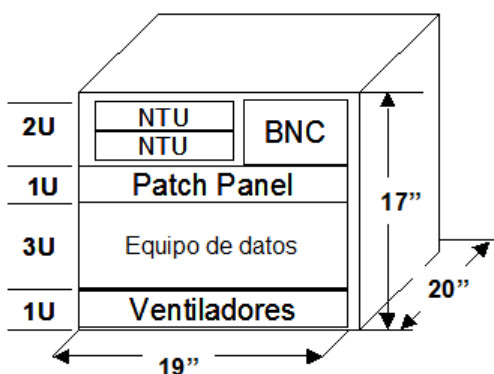 2U
NTU
NTU
BNC
1U
Patch Panel
17”
3U
Equipo de datos
20”
1U
Ventiladores
19”